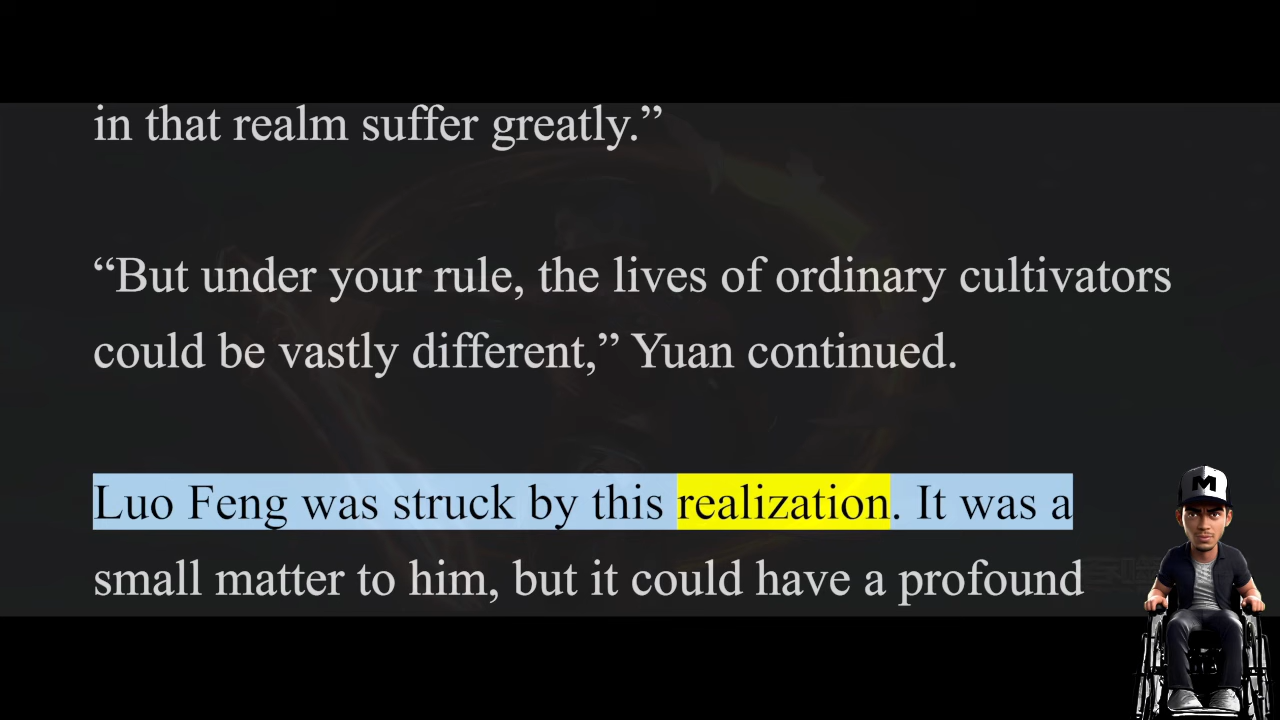 in that realm suffer greatly.”
“But under your rule, the lives of ordinary cultivators
could be vastly different,” Yuan continued.
Luo Feng was struck by this realization. It was a
small matter to him, but it could have a profound
M